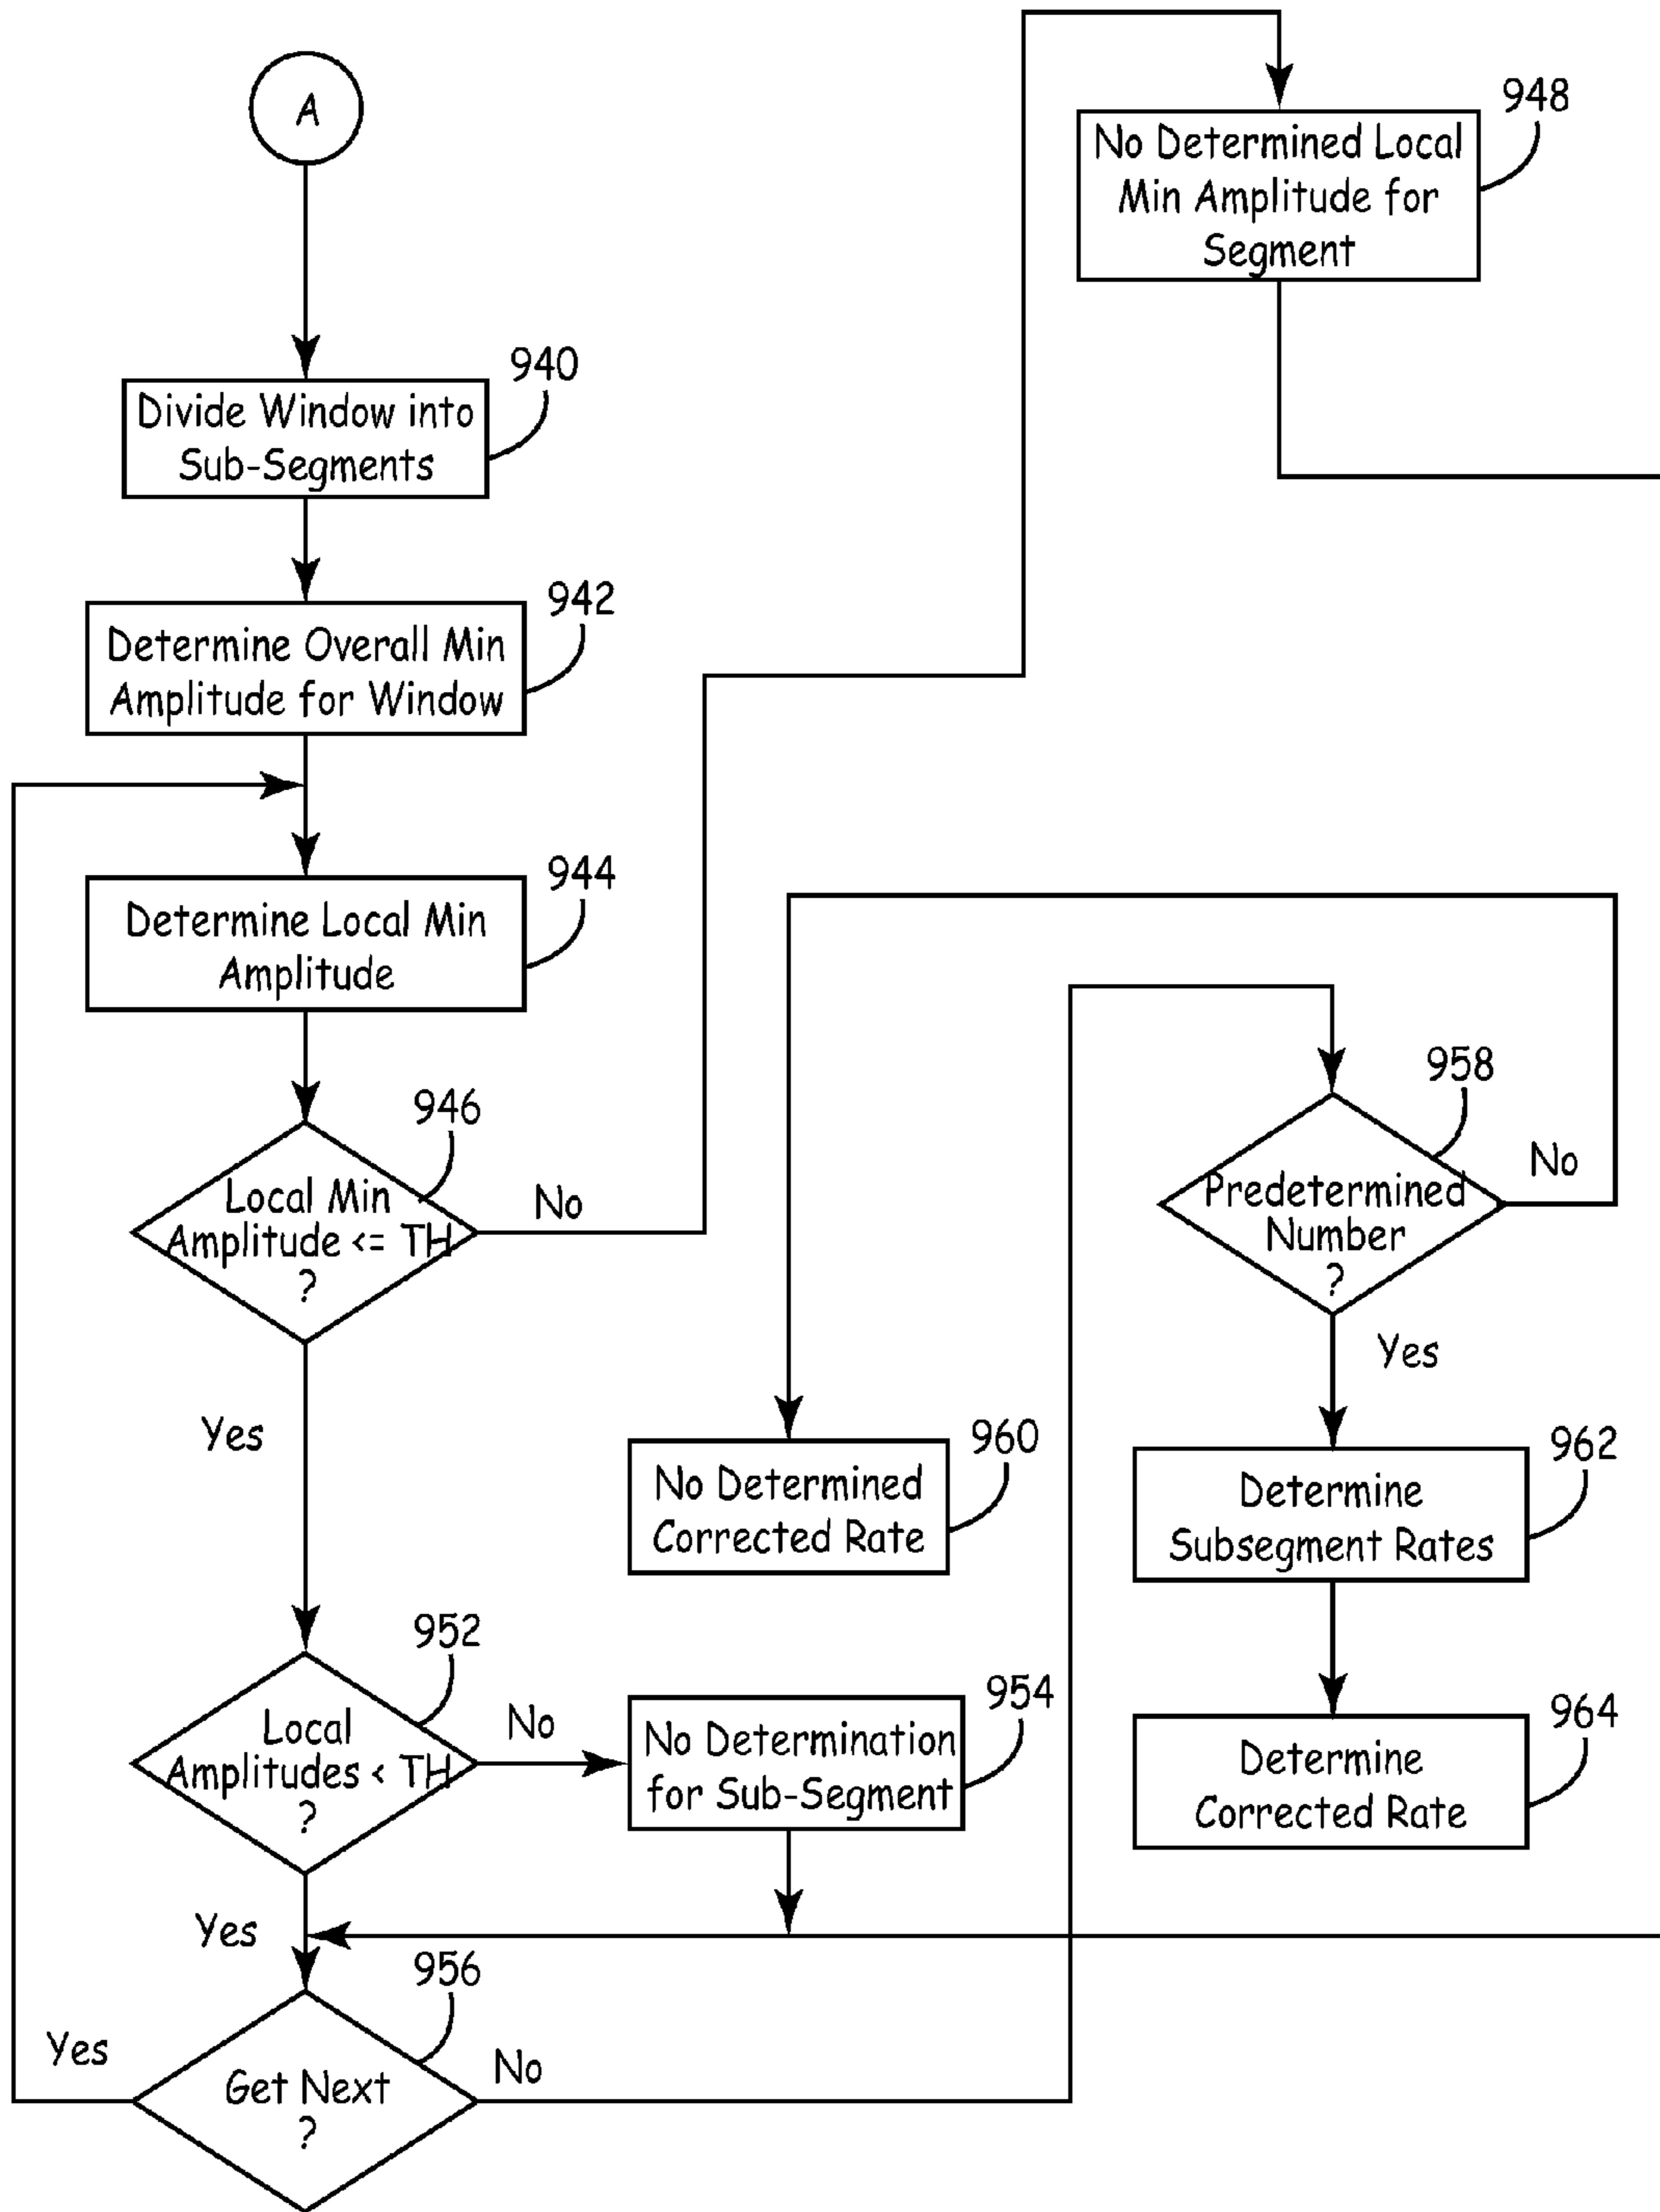 A
940
Divide Window into
Sub-Segments
942
Determine Overall Min
Amplitude for Window
944
Determine Local Min
Amplitude
946
Local Min
Amplitude <= TH
?
No
Yes
948
No Determined Local
Min Amplitude for
Segment
952
Local
Amplitudes < TH
?
No
Yes
954
No Determination
for Sub-Segment
956
Get Next
?
Yes
No
958
Predetermined
Number
?
No
Yes
960
No Determined
Corrected Rate
962
Determine
Subsegment Rates
964
Determine
Corrected Rate